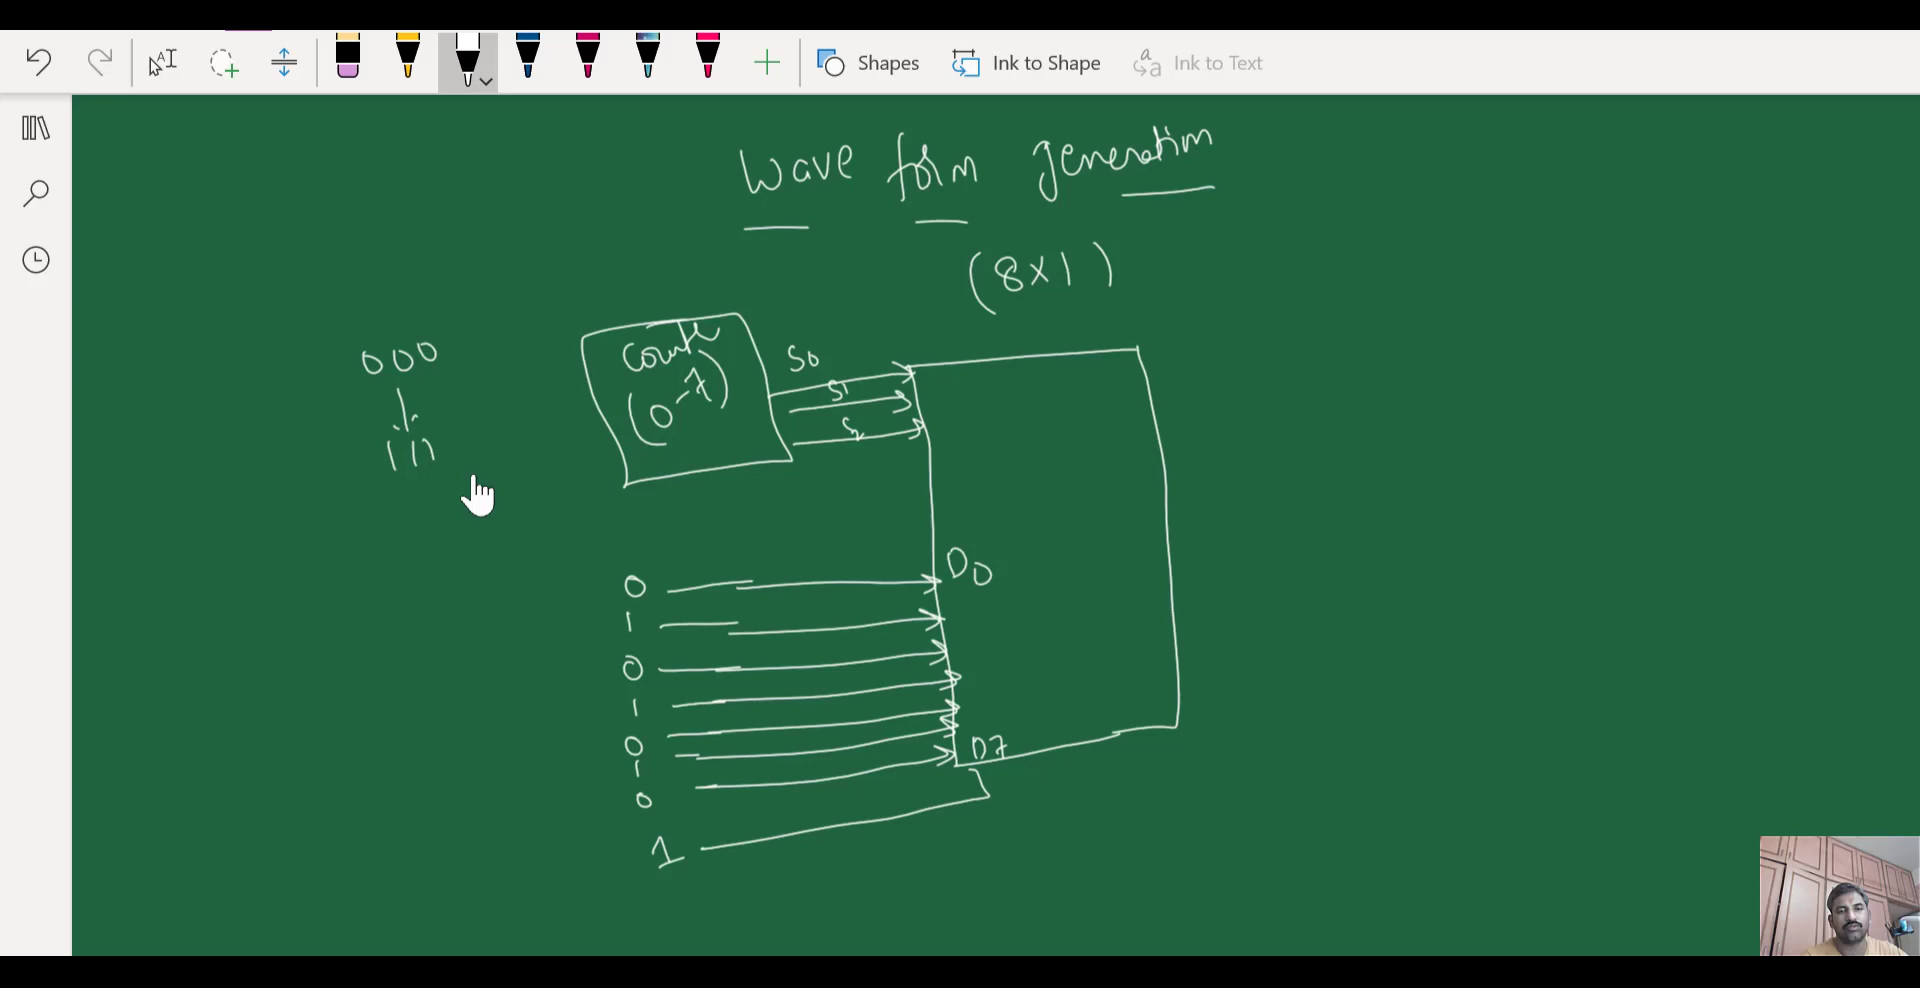 Shapes Ink to Shape Ink to Text
Wave form generation
(8x1)
000
111
Counter
(0-7)
S0
S1
S2
D0
0
1
0
1
0
1
0
1
D7